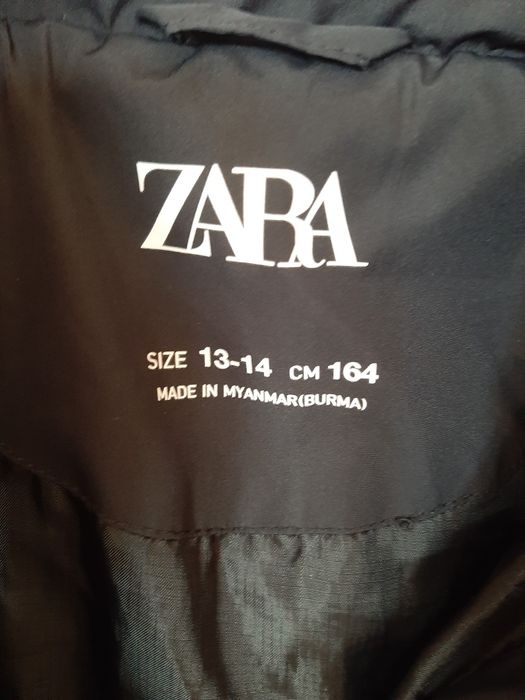 ZARA
SIZE 13-14 CM 164
MADE IN MYANMAR(BURMA)